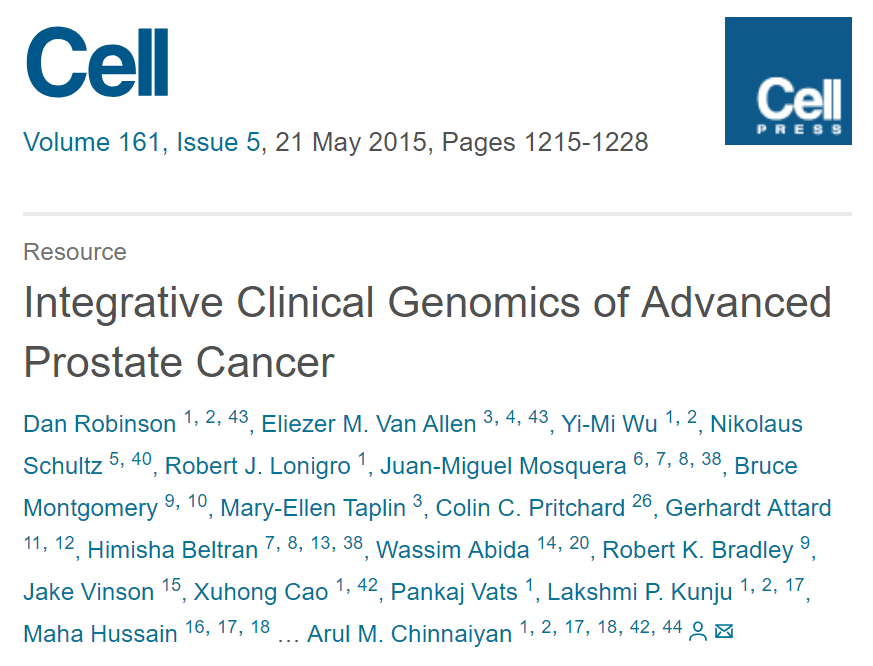 Cell
Cell
PRESS
Volume 161, Issue 5, 21 May 2015, Pages 1215-1228
Resource
Integrative Clinical Genomics of Advanced
Prostate Cancer
Dan Robinson 1, 2, 43, Eliezer M. Van Allen 3, 4, 43, Yi-Mi Wu 1, 2, Nikolaus
Schultz 5, 40, Robert J. Lonigro 1, Juan-Miguel Mosquera 6, 7, 8, 38, Bruce
Montgomery 9, 10, Mary-Ellen Taplin 3, Colin C. Pritchard 26, Gerhardt Attard
11, 12, Himisha Beltran 7, 8, 13, 38, Wassim Abida 14, 20, Robert K. Bradley 9,
Jake Vinson 15, Xuhong Cao 1, 42, Pankaj Vats 1, Lakshmi P. Kunju 1, 2, 17,
Maha Hussain 16, 17, 18 … Arul M. Chinnaiyan 1, 2, 17, 18, 42, 44